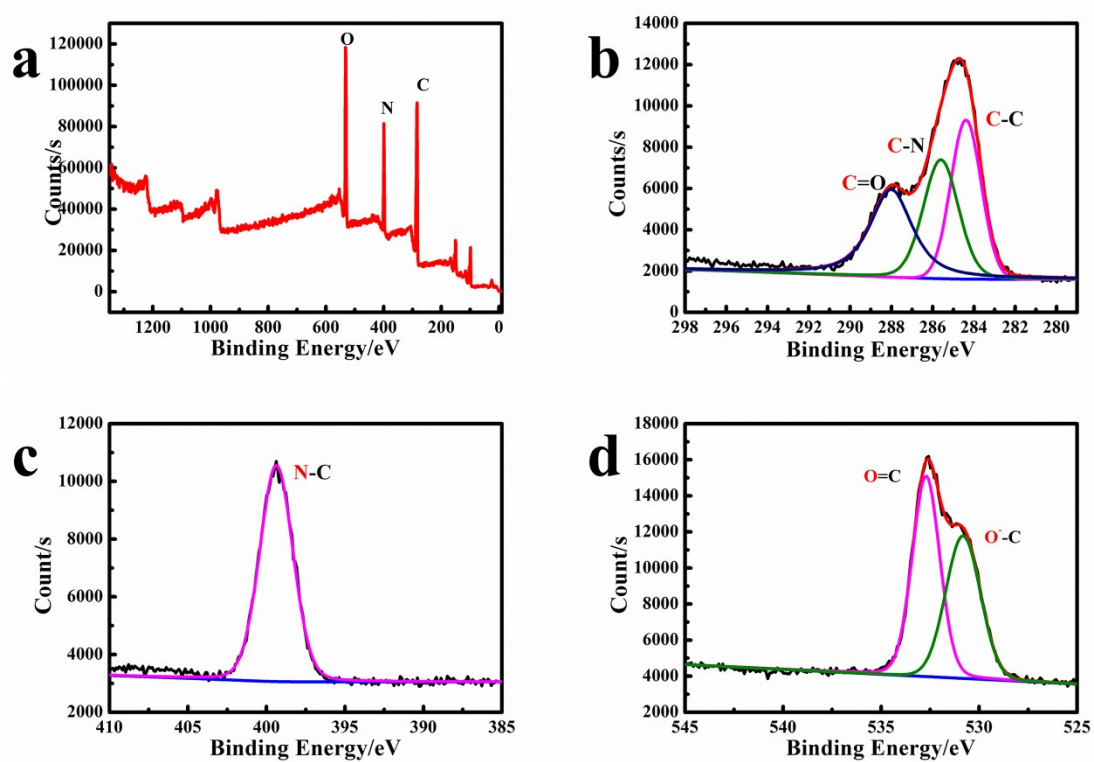 a
O
N
C
120000
100000
80000
60000
40000
20000
0
Counts/s
1200 1000 800 600 400 200 0
Binding Energy/eV
b
C-C
C-N
C=O
14000
12000
10000
8000
6000
4000
2000
0
Counts/s
298 296 294 292 290 288 286 284 282 280
Binding Energy/eV
c
N-C
12000
10000
8000
6000
4000
2000
Count/s
410 405 400 395 390 385
Binding Energy/eV
d
O=C
O⁻-C
18000
16000
14000
12000
10000
8000
6000
4000
2000
Count/s
545 540 535 530 525
Binding Energy/eV